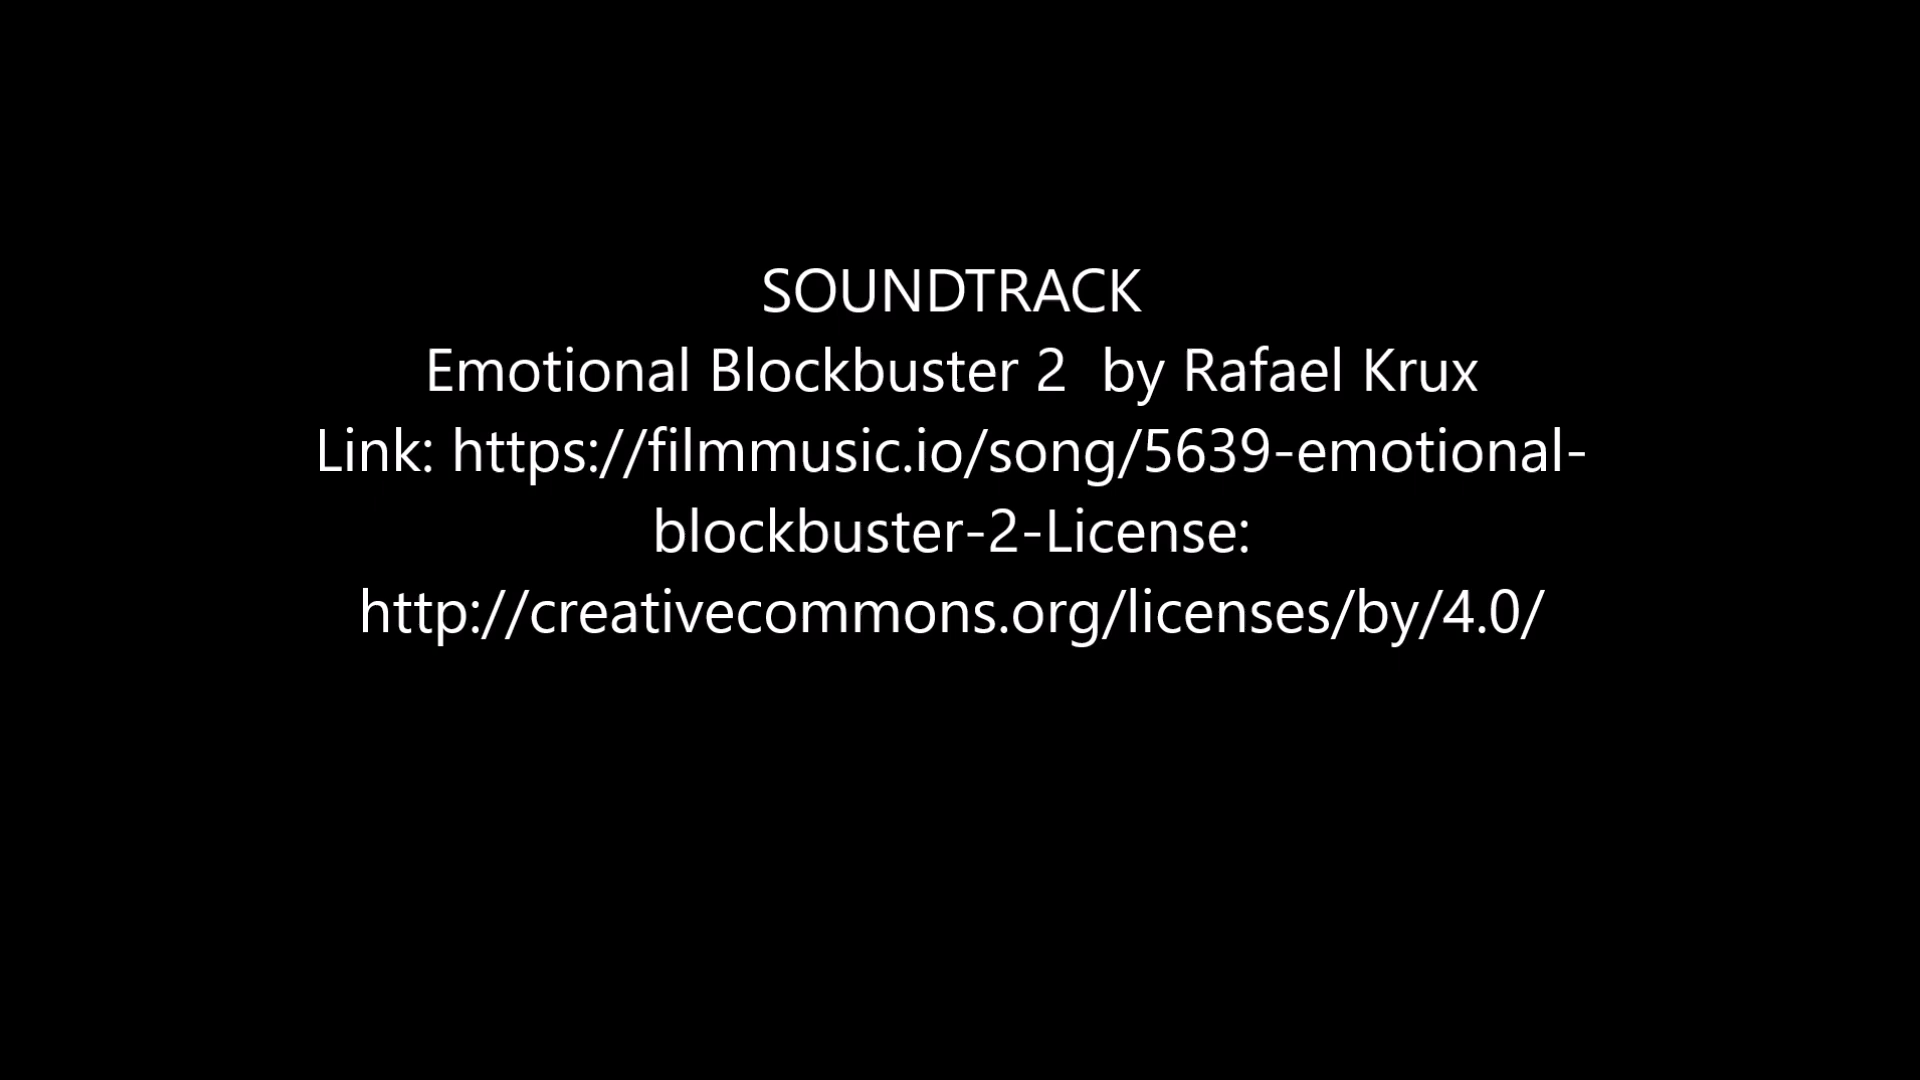 SOUNDTRACK
Emotional Blockbuster 2  by Rafael Krux
Link: https://filmmusic.io/song/5639-emotional-
blockbuster-2-License:
http://creativecommons.org/licenses/by/4.0/